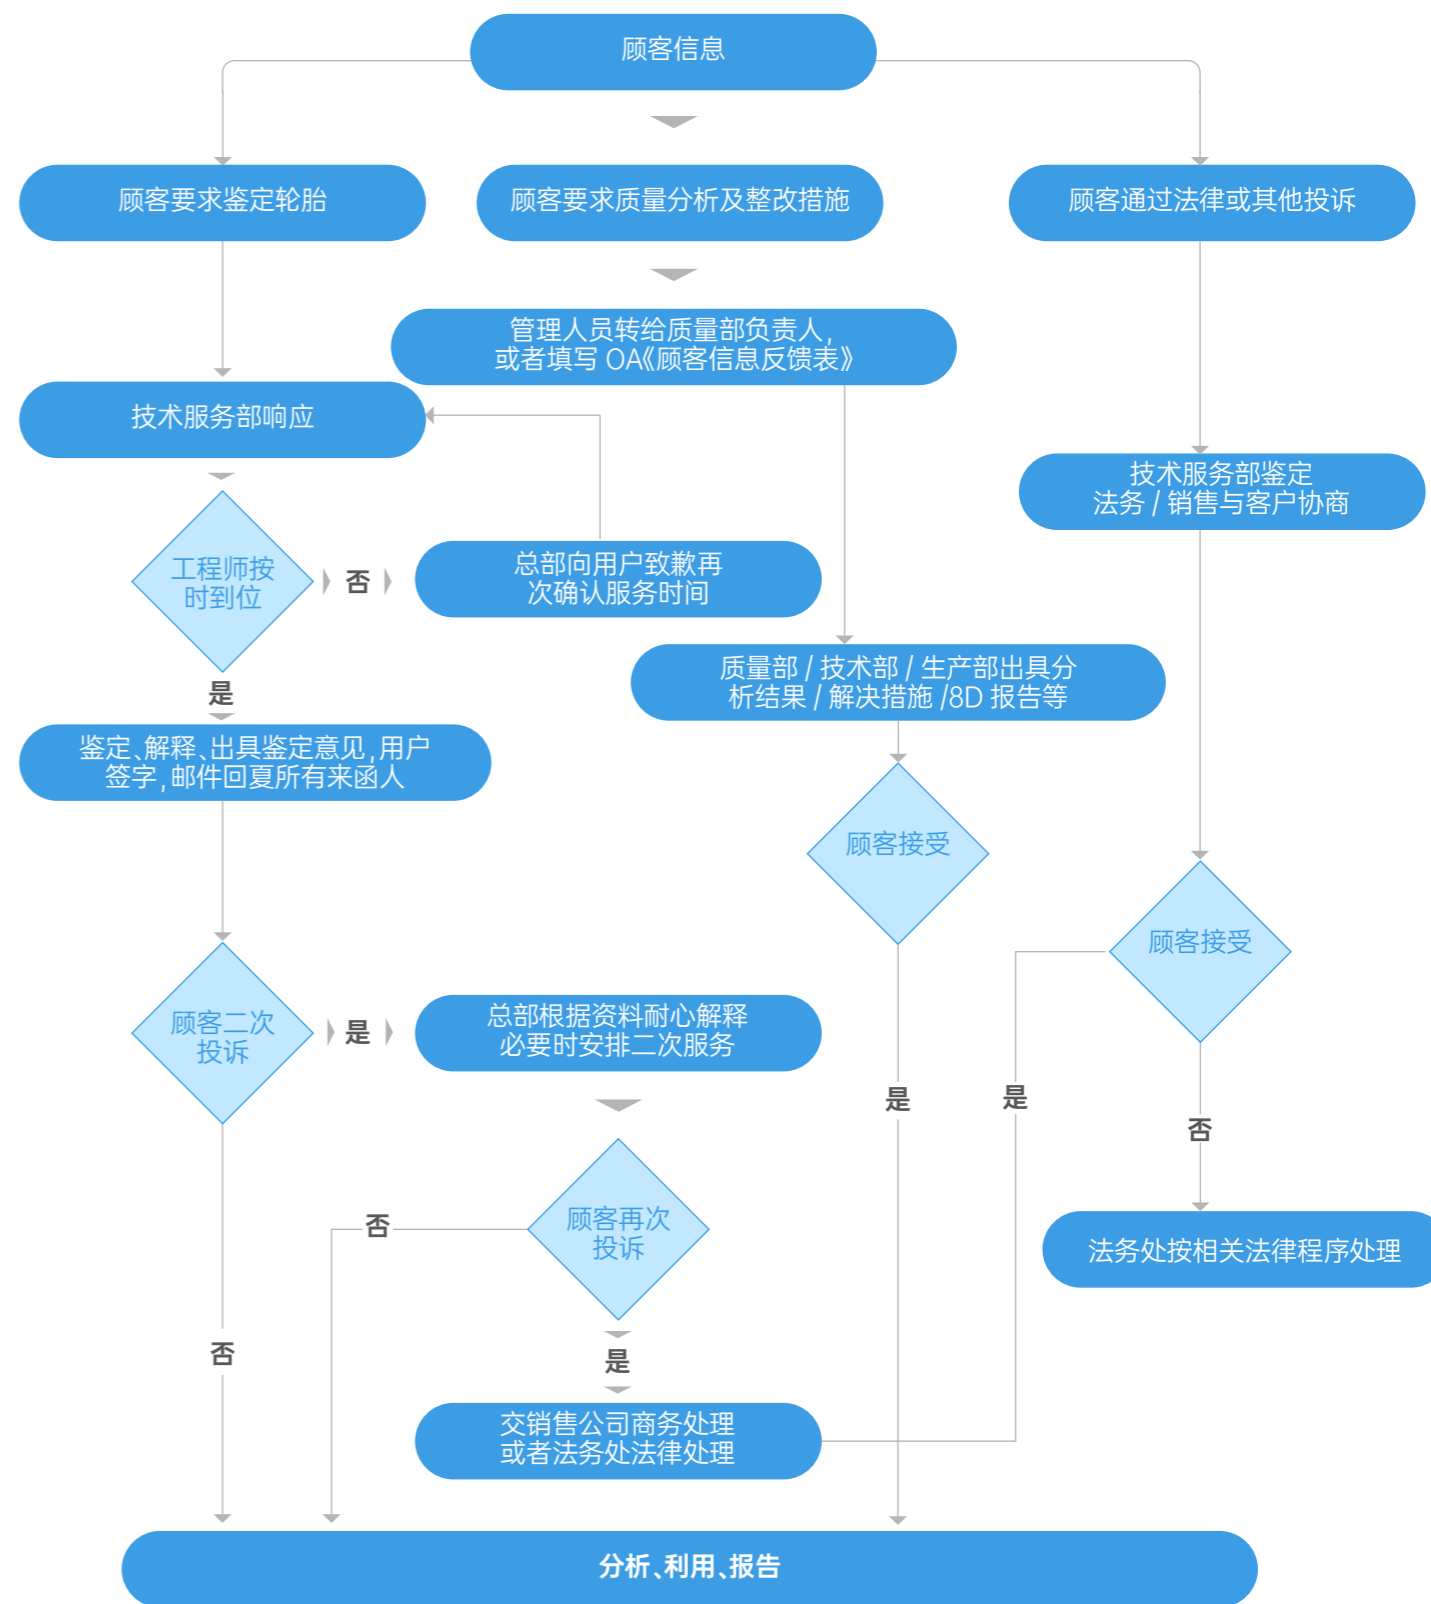 顾客信息
顾客要求鉴定轮胎
顾客要求质量分析及整改措施
顾客通过法律或其他投诉
管理人员转给质量部负责人,
或者填写 OA《顾客信息反馈表》
技术服务部响应
技术服务部鉴定
法务 / 销售与客户协商
工程师按
时到位
否
总部向用户致歉再
次确认服务时间
质量部 / 技术部 / 生产部出具分
析结果 / 解决措施 /8D 报告等
是
鉴定、解释、出具鉴定意见,用户
签字,邮件回夏所有来函人
顾客接受
顾客接受
顾客二次
投诉
是
总部根据资料耐心解释
必要时安排二次服务
是
是
否
顾客再次
投诉
否
法务处按相关法律程序处理
否
是
交销售公司商务处理
或者法务处法律处理
分析、利用、报告